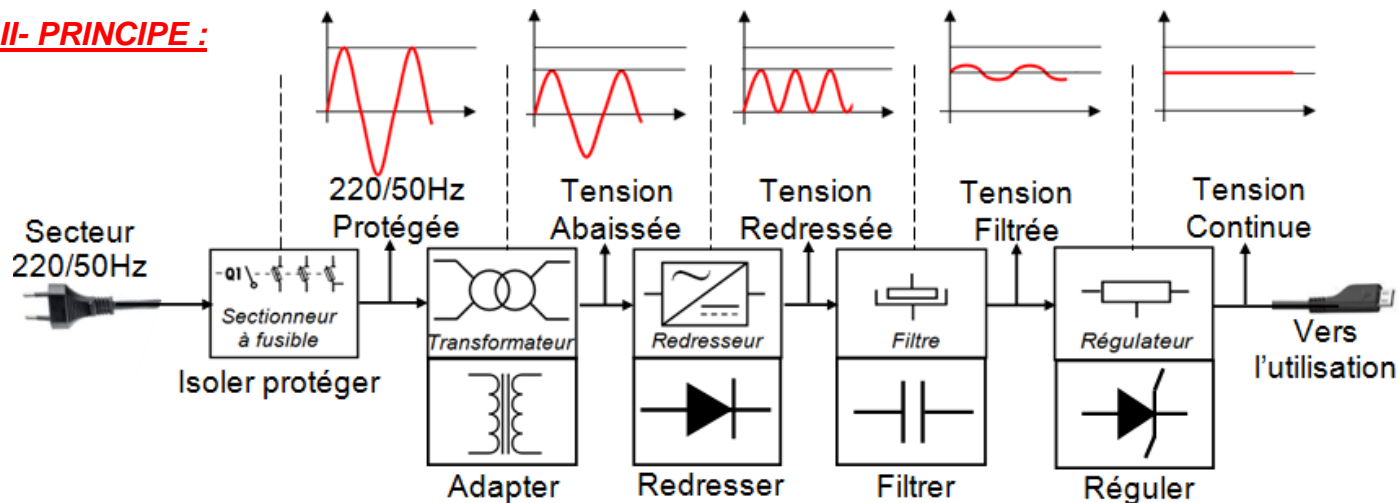 II- PRINCIPE :
Secteur
220/50Hz
-Q1
Sectionneur
à fusible
Isoler protéger
220/50Hz
Protégée
Transformateur
Adapter
Tension
Abaissée
Redresseur
Redresser
Tension
Redressée
Filtre
Filtrer
Tension
Filtrée
Régulateur
Réguler
Tension
Continue
Vers
l'utilisation